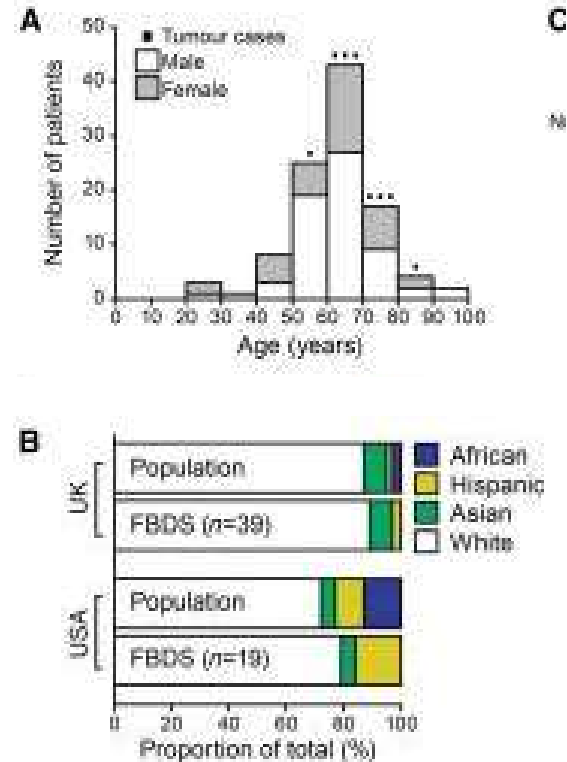 A
C
50
40
30
20
10
0
Number of patients
Tumour cases
Male
Female
0 10 20 30 40 50 60 70 80 90 100
Age (years)
B
UK
Population
FBDS (n=39)
USA
Population
FBDS (n=19)
African
Hispanic
Asian
White
0 20 40 60 80 100
Proportion of total (%)